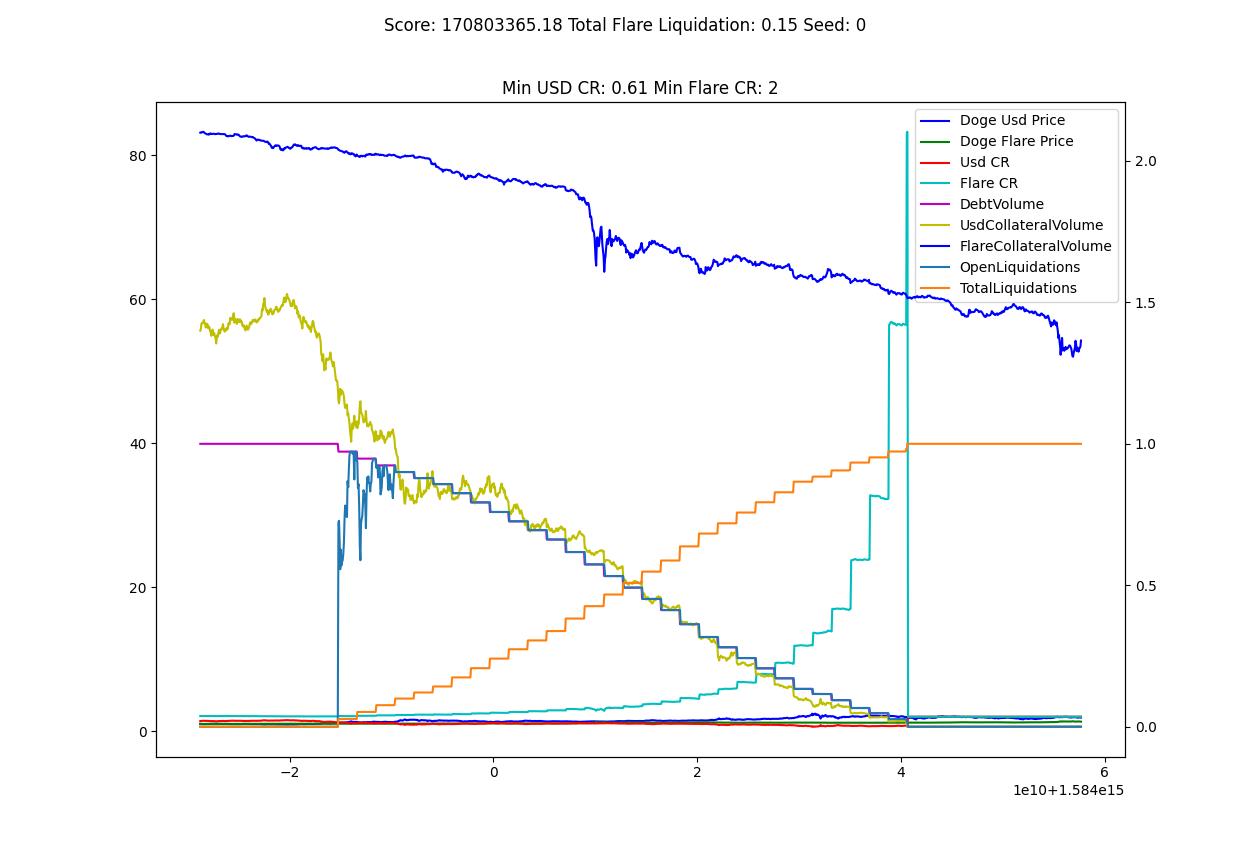 Score: 170803365.18 Total Flare Liquidation: 0.15 Seed: 0
Min USD CR: 0.61 Min Flare CR: 2
80
60
40
20
0
2.0
1.5
1.0
0.5
0.0
Doge Usd Price
Doge Flare Price
Usd CR
Flare CR
DebtVolume
UsdCollateralVolume
FlareCollateralVolume
OpenLiquidations
TotalLiquidations
−2 0 2 4 6
1e10+1.584e15